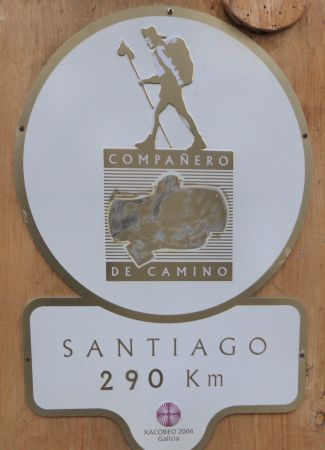 COMPAÑERO
DE CAMINO
SANTIAGO
290 Km
XACOBEO 2004
Galicia